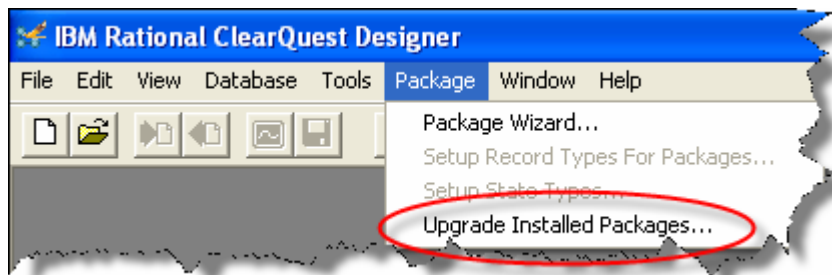 IBM Rational ClearQuest Designer
File Edit View Database Tools Package Window Help
Package Wizard...
Setup Record Types For Packages...
Setup State Types...
Upgrade Installed Packages...